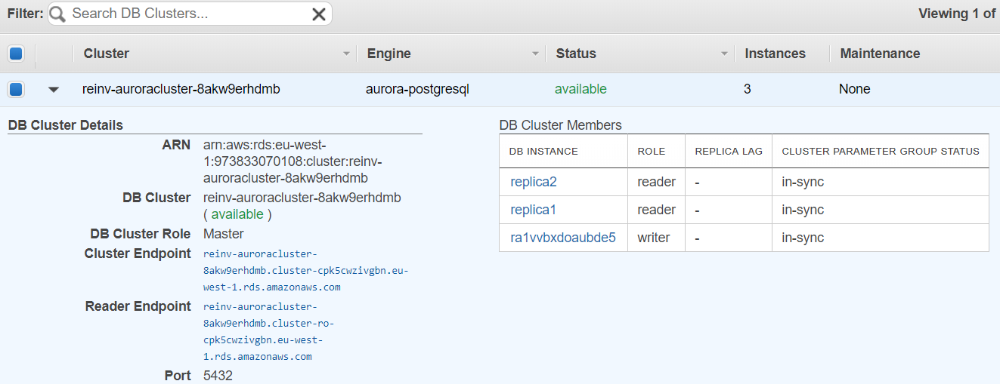 Filter: Search DB Clusters... Viewing 1 of
Cluster Engine Status Instances Maintenance
reinv-auroracluster-8akw9erhdmb aurora-postgresql available 3 None
DB Cluster Details
ARN arn:aws:rds:eu-west-
1:973833070108:cluster:reinv-
auroracluster-8akw9erhdmb
DB Cluster reinv-auroracluster-8akw9erhdmb
( available )
DB Cluster Role Master
Cluster Endpoint reinv-auroracluster-
8akw9erhdmb.cluster-cpk5cwzivgbn.eu-
west-1.rds.amazonaws.com
Reader Endpoint reinv-auroracluster-
8akw9erhdmb.cluster-ro-
cpk5cwzivgbn.eu-west-
1.rds.amazonaws.com
Port 5432
DB Cluster Members
DB INSTANCE ROLE REPLICA LAG CLUSTER PARAMETER GROUP STATUS
replica2 reader - in-sync
replica1 reader - in-sync
ra1vvbxdoaubde5 writer - in-sync